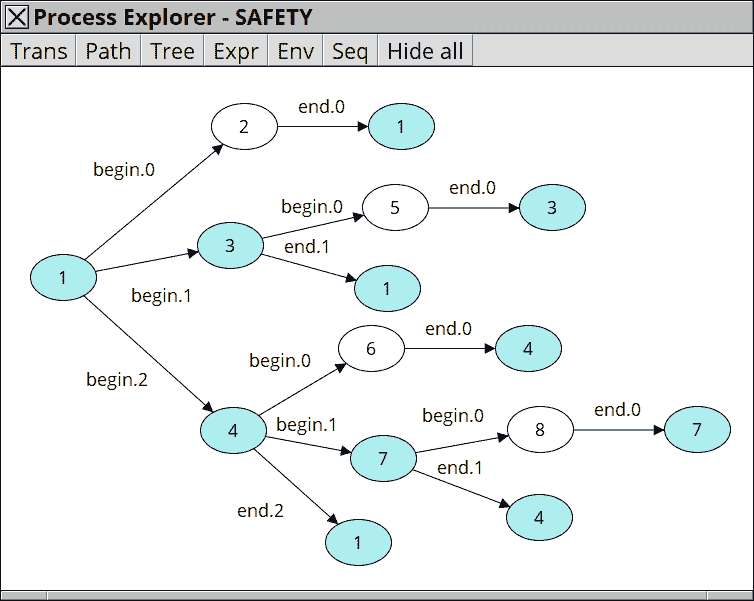 Process Explorer - SAFETY
Trans Path Tree Expr Env Seq Hide all
end.0
2 1
begin.0
end.0
begin.0 5 3
3 end.1
1 1
begin.1
end.0
6 4
begin.0
begin.2
end.0
begin.0
4 begin.1 8 7
7 end.1
end.2 4
1